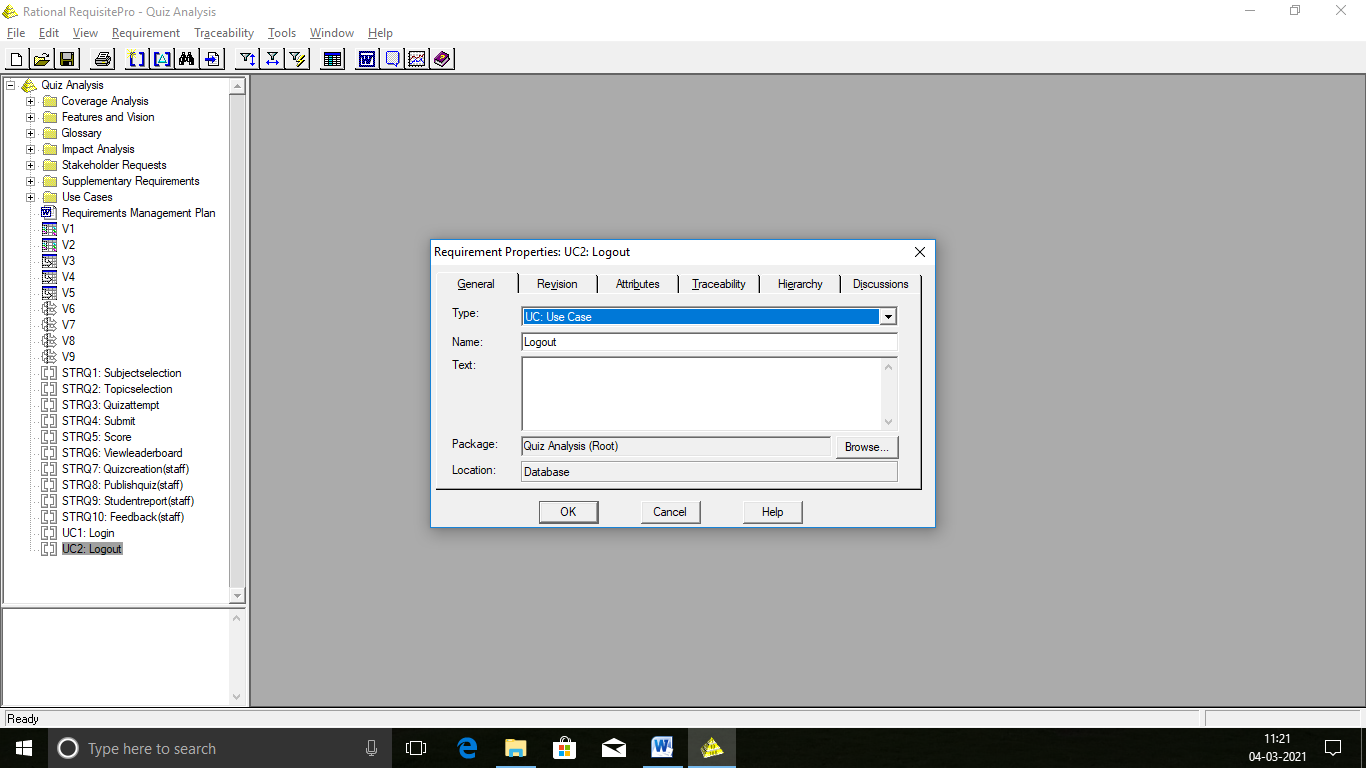 Rational RequisitePro - Quiz Analysis
File Edit View Requirement Traceability Tools Window Help
Quiz Analysis
Coverage Analysis
Features and Vision
Glossary
Impact Analysis
Stakeholder Requests
Supplementary Requirements
Use Cases
Requirements Management Plan
V1
V2
V3
V4
V5
V6
V7
V8
V9
STRQ1: Subjectselection
STRQ2: Topicselection
STRQ3: Quizattempt
STRQ4: Submit
STRQ5: Score
STRQ6: Viewleaderboard
STRQ7: Quizcreation(staff)
STRQ8: Publishquiz(staff)
STRQ9: Studentreport(staff)
STRQ10: Feedback(staff)
UC1: Login
UC2: Logout
Requirement Properties: UC2: Logout
General Revision Attributes Traceability Hierarchy Discussions
Type: UC: Use Case
Name: Logout
Text:
Package: Quiz Analysis (Root) Browse...
Location: Database
OK Cancel Help
Ready
Type here to search
11:21
04-03-2021